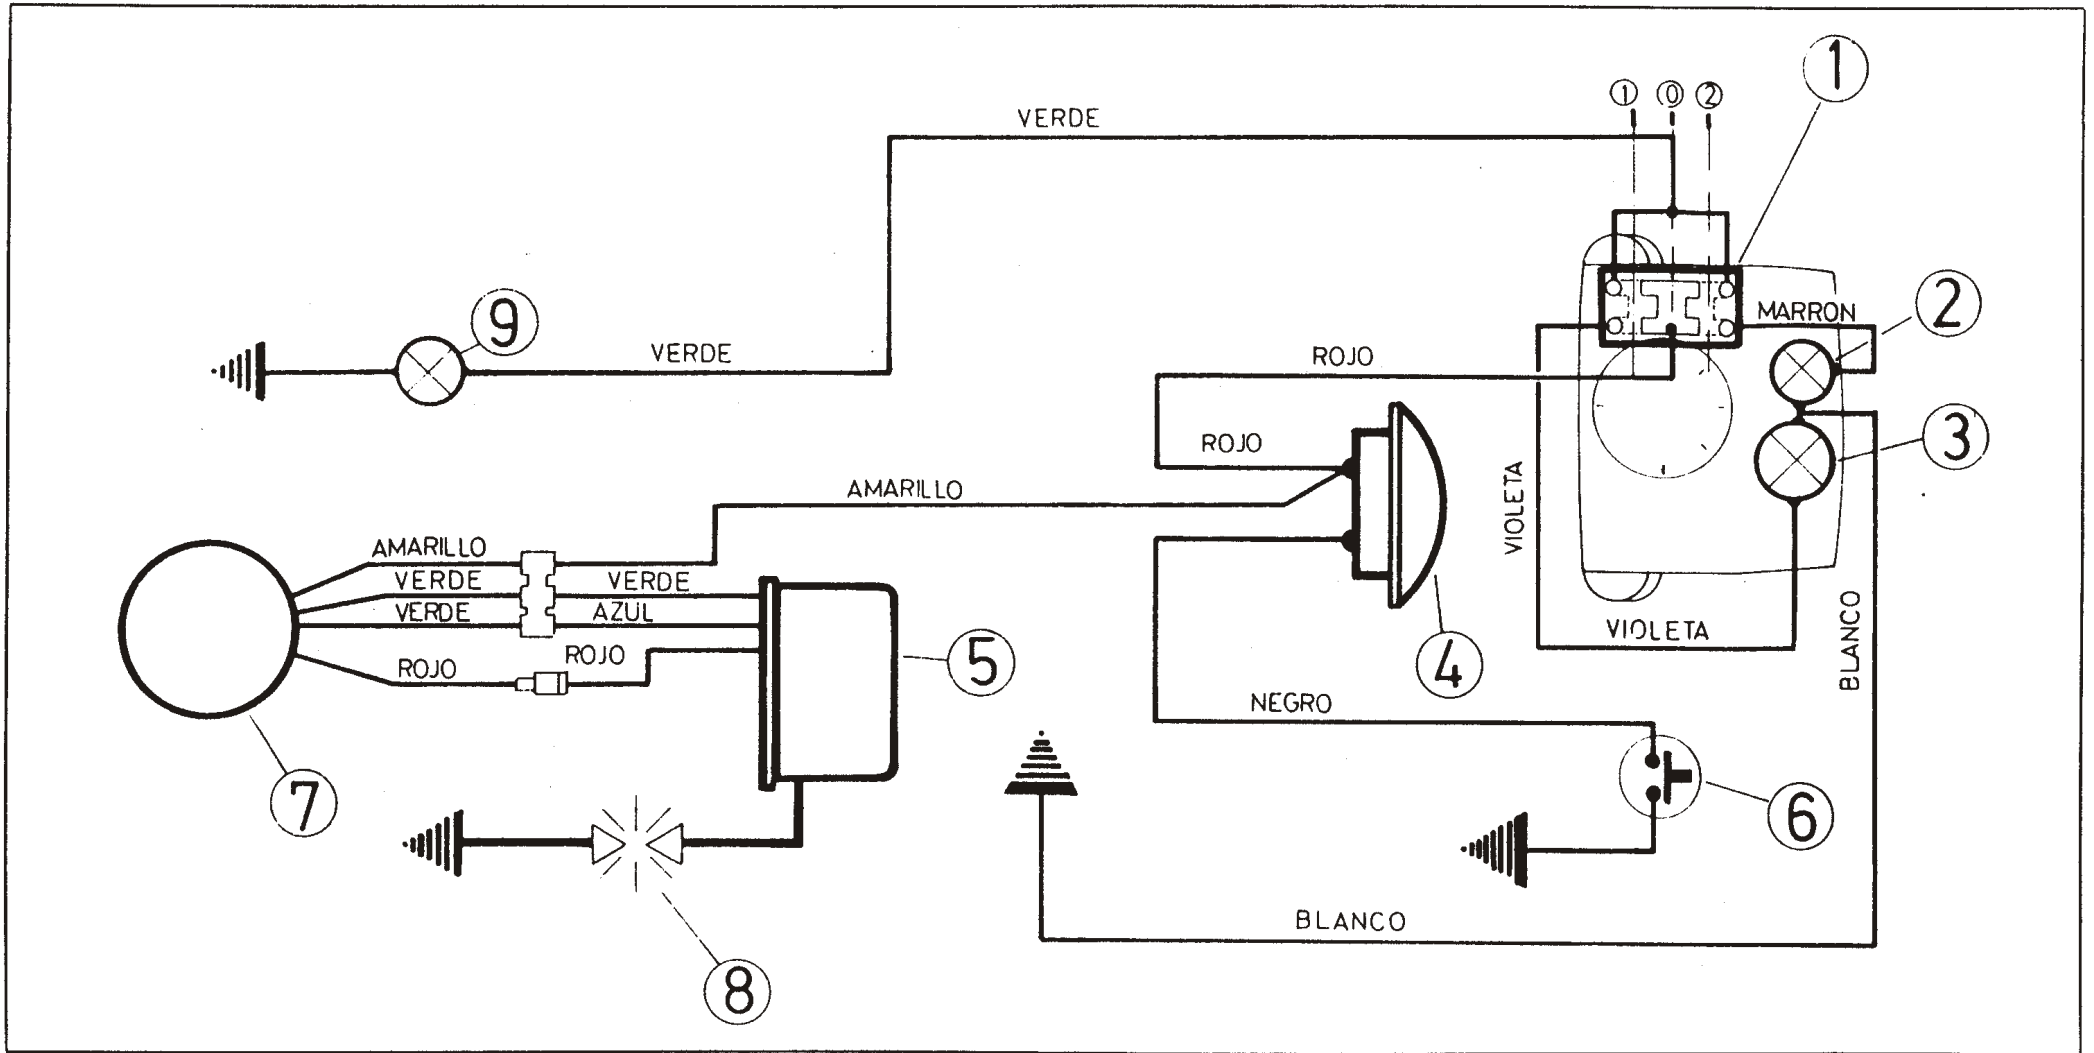 1
1 0 2
VERDE
MARRON
2
9
VERDE
ROJO
3
ROJO
AMARILLO
VIOLETA
AMARILLO
VERDE
VERDE
VERDE
AZUL
ROJO
ROJO
5
4
VIOLETA
BLANCO
NEGRO
7
6
BLANCO
8